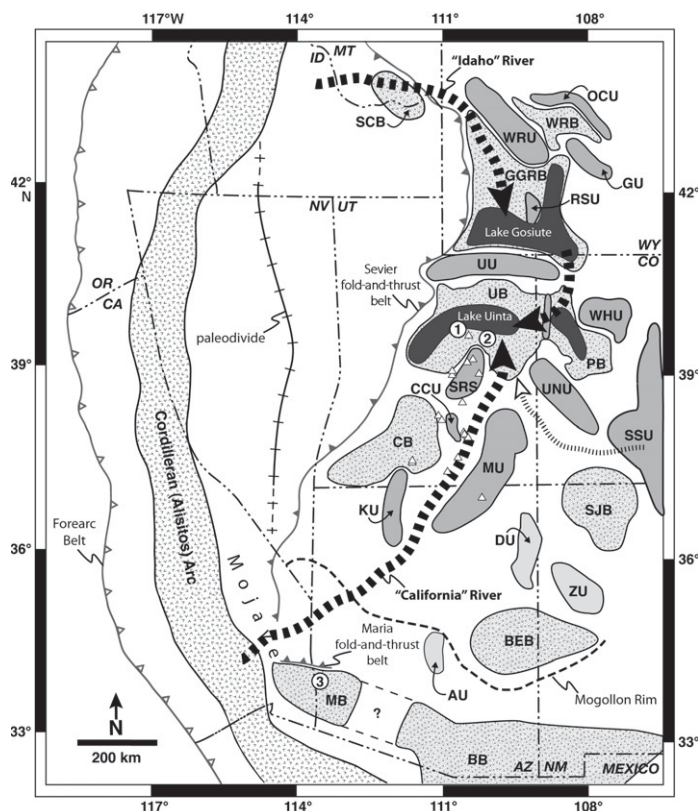 117°W
114°
111°
108°
ID
MT
"Idaho" River
OCU
SCB
WRU
WRB
GU
GGRB
RSU
42°
N
42°
NV
UT
Lake Gosiute
WY
CO
OR
CA
Sevier
fold-and-thrust
belt
UU
UB
Lake Uinta
WHU
paleodivide
1
2
PB
39°
39°
CCU
SRS
UNU
SSU
CB
MU
Cordilleran (Alisitos) Arc
KU
SJB
Forearc
Belt
DU
36°
36°
Mojave
"California" River
ZU
Maria
fold-and-thrust
belt
BEB
3
MB
AU
Mogollon Rim
?
N
33°
33°
200 km
BB
AZ
NM
MEXICO
117°
114°
111°
108°